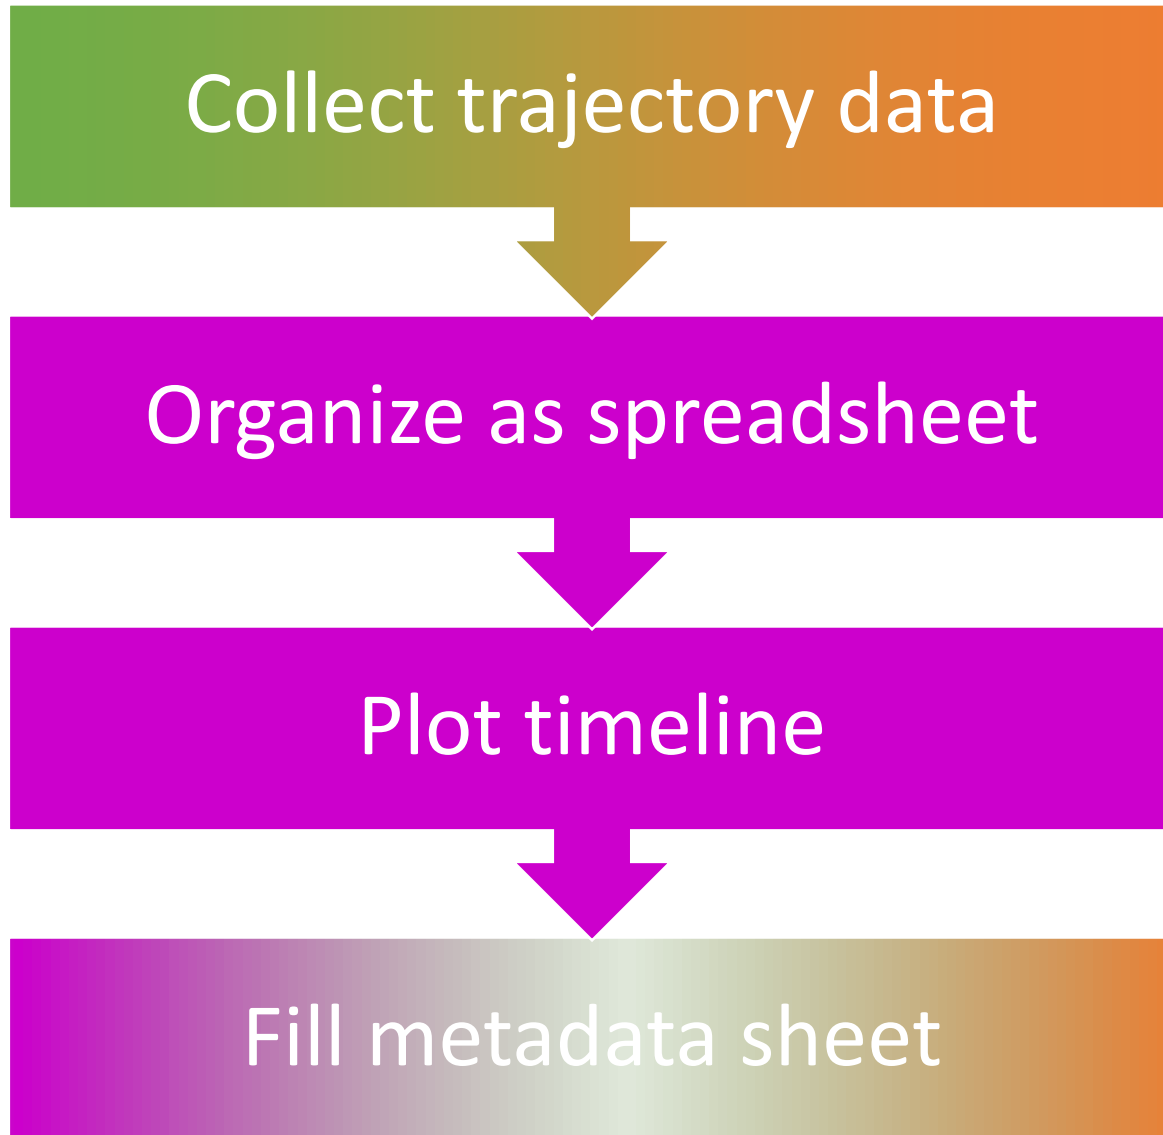 Collect trajectory data
Organize as spreadsheet
Plot timeline
Fill metadata sheet